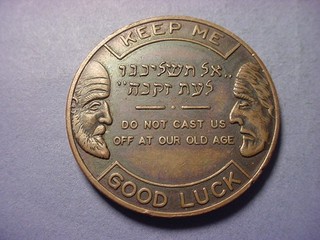 KEEP ME
„אל תשליכנו
לעת זקנה"
DO NOT CAST US
OFF AT OUR OLD AGE
GOOD LUCK